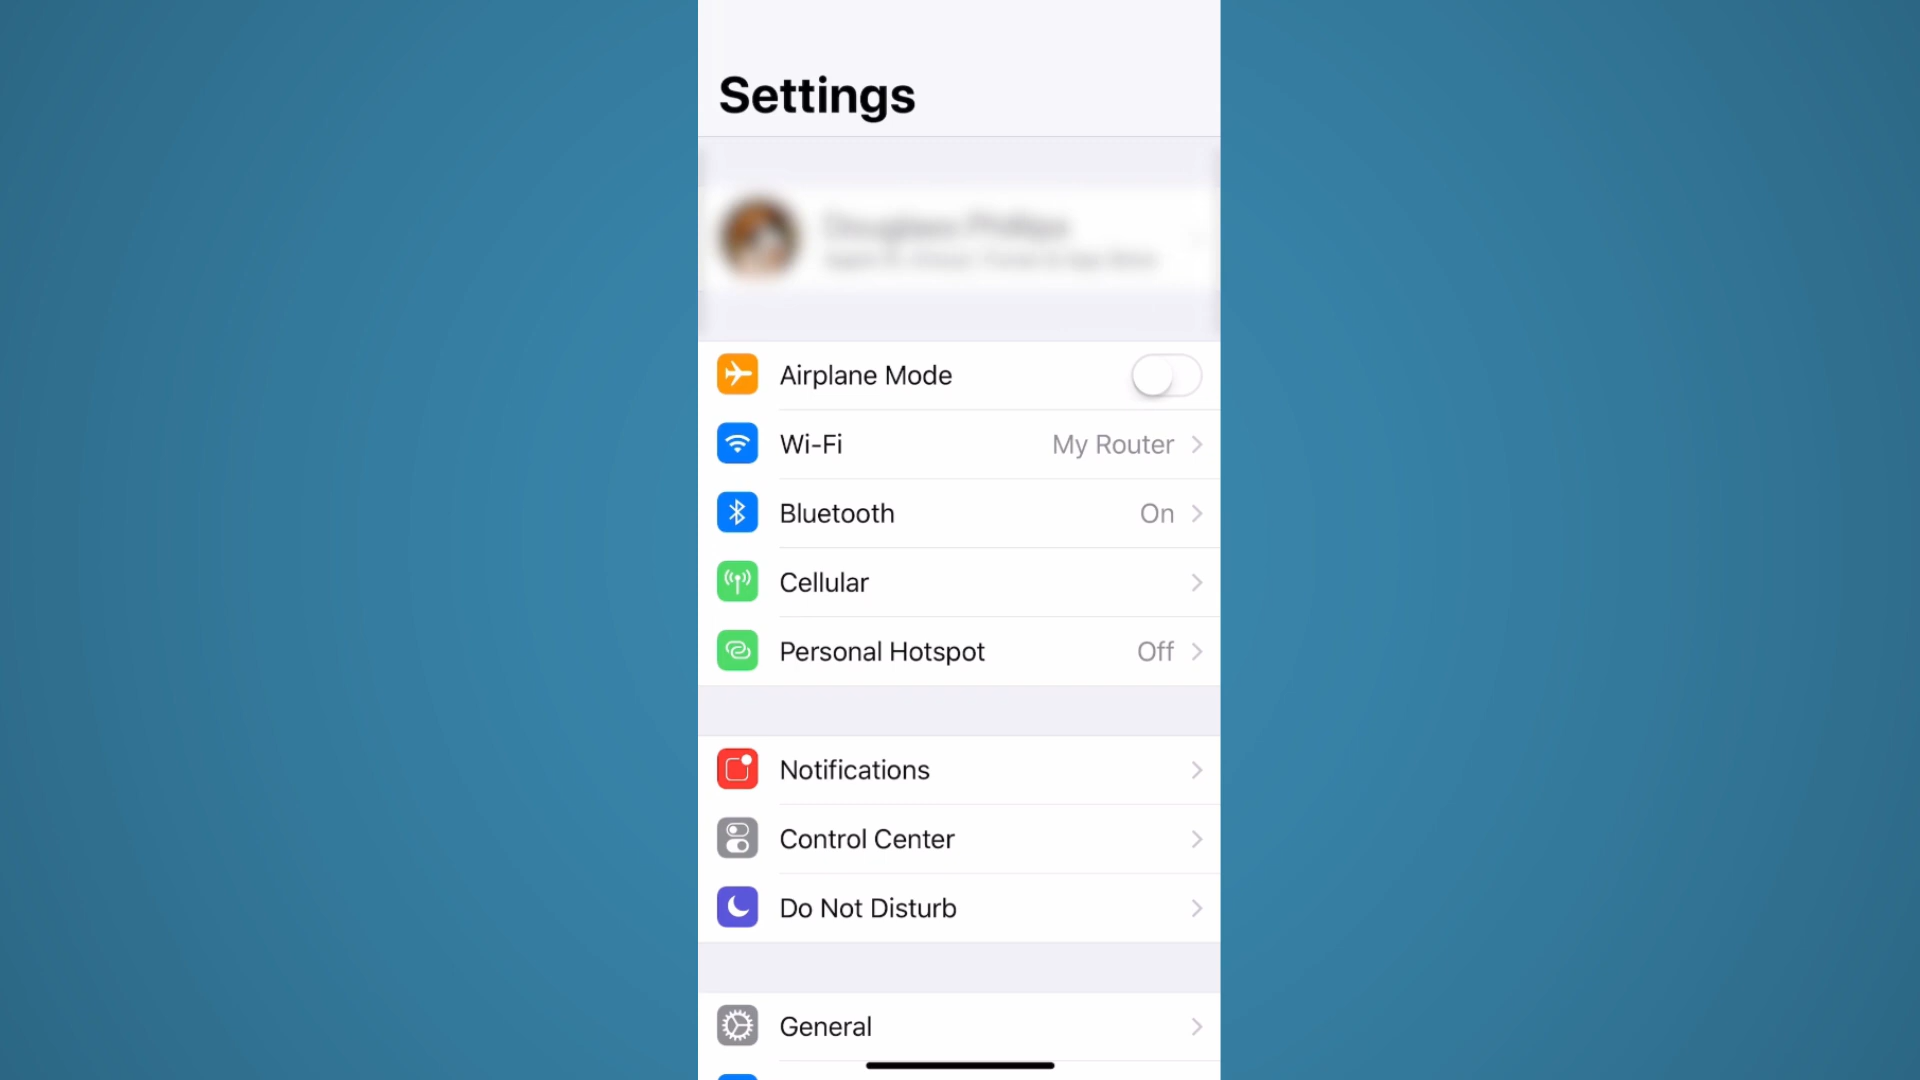 Settings
Airplane Mode
Wi-Fi My Router
Bluetooth On
Cellular
Personal Hotspot Off
Notifications
Control Center
Do Not Disturb
General